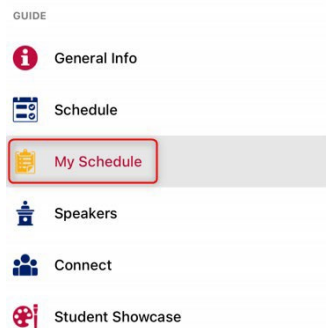 GUIDE
General Info
Schedule
My Schedule
Speakers
Connect
Student Showcase